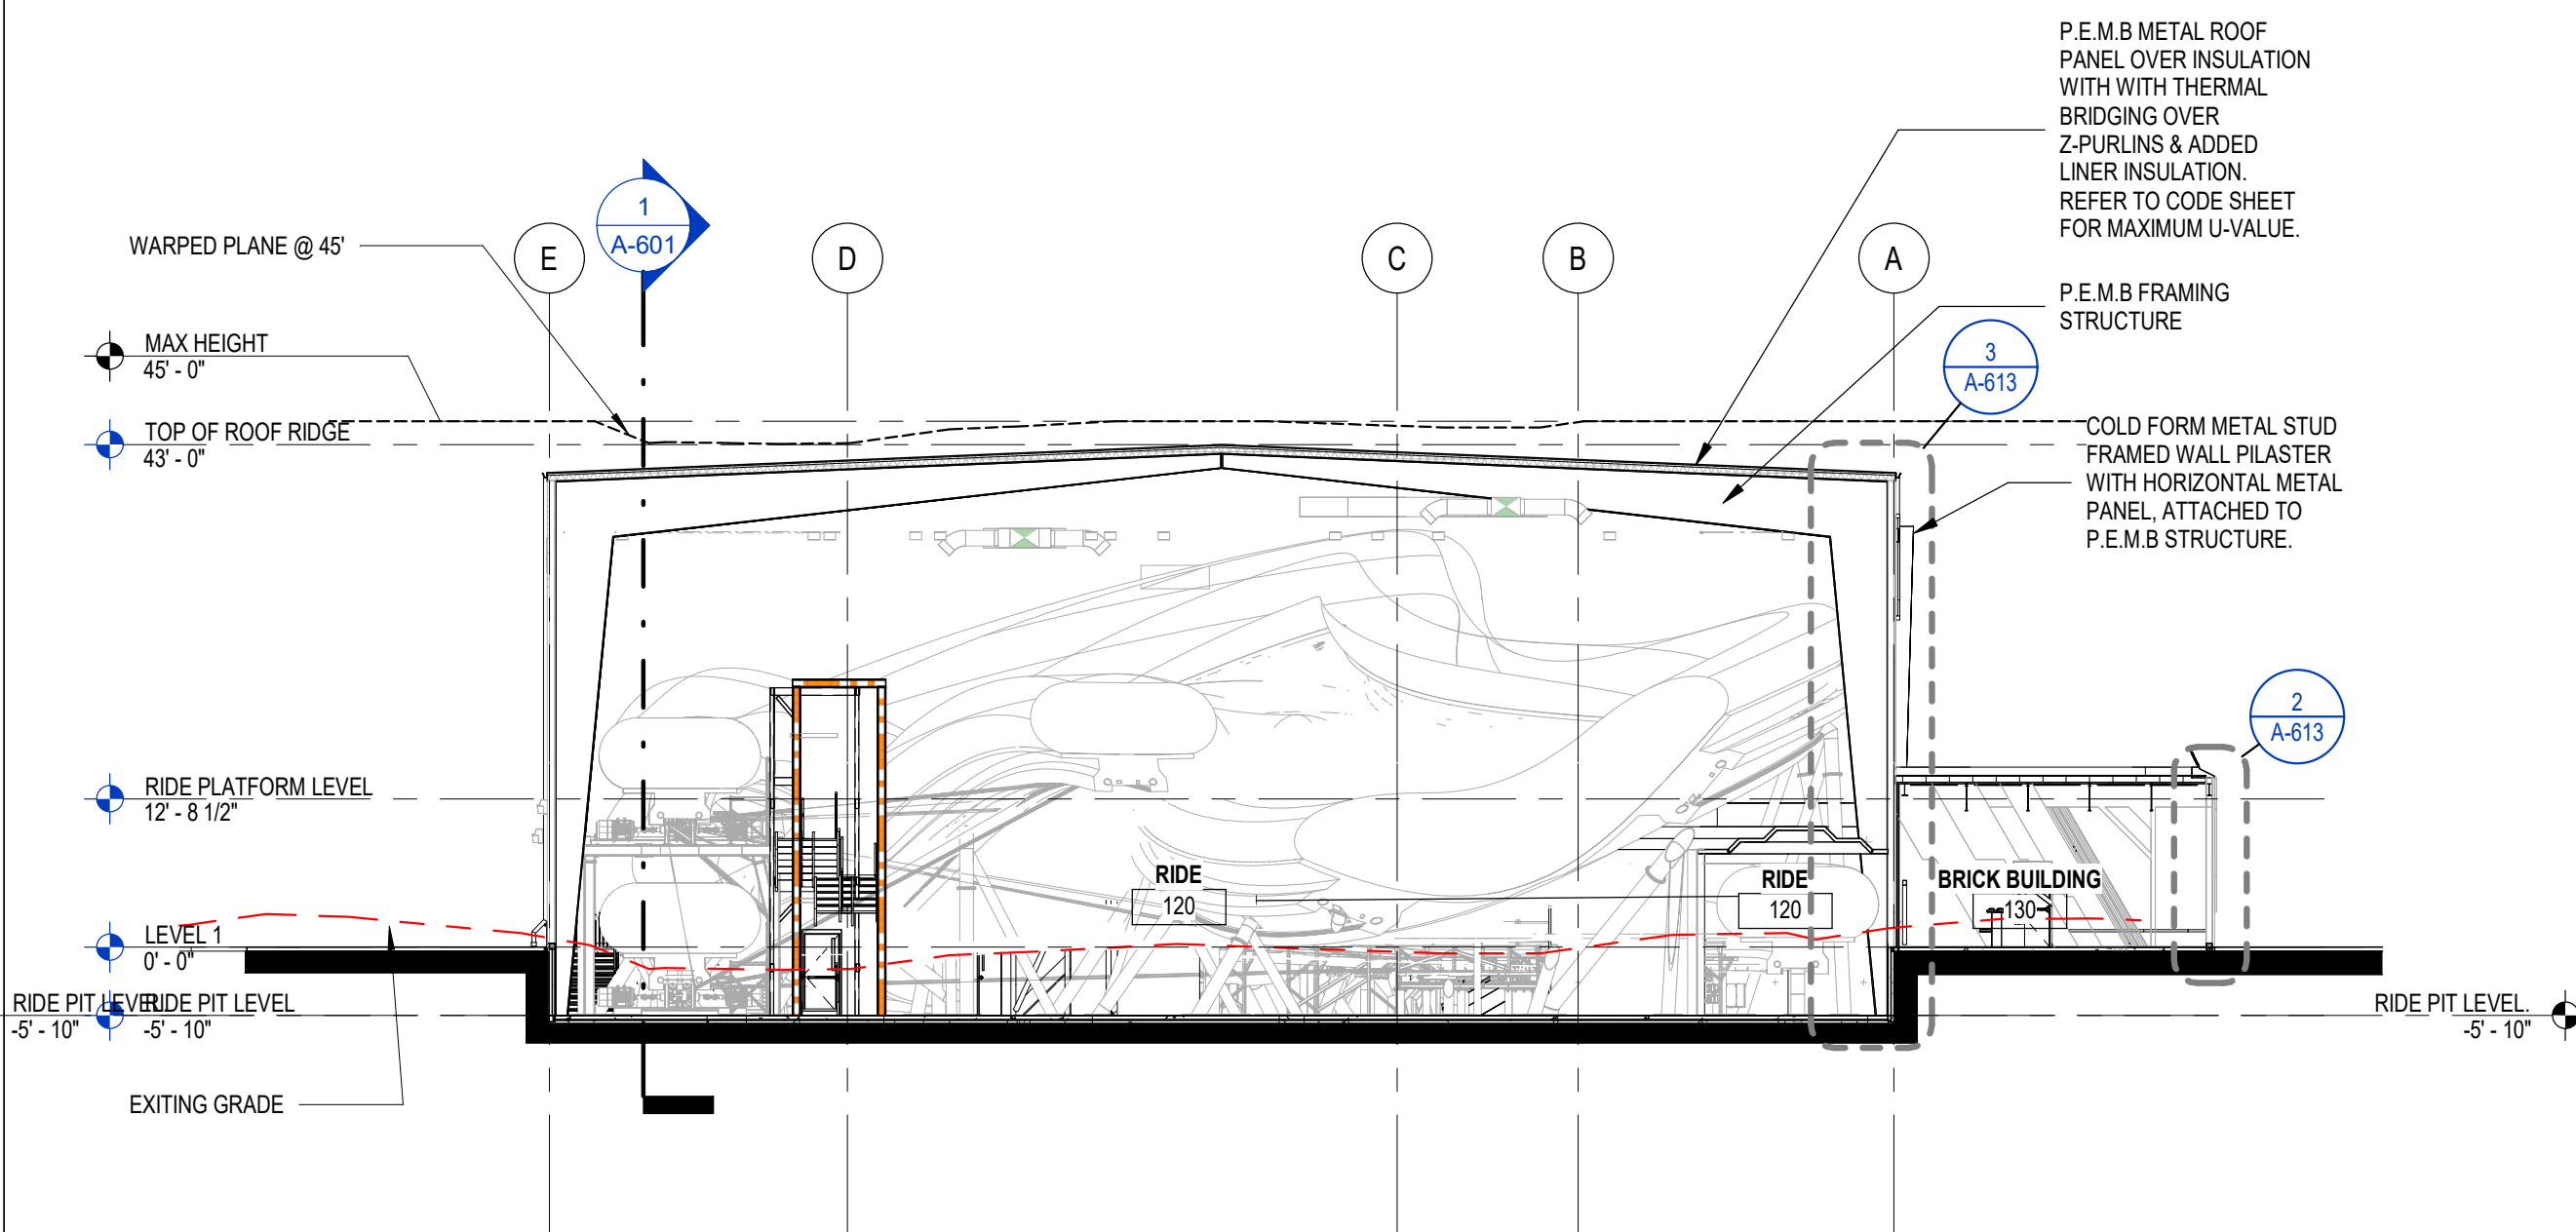 P.E.M.B METAL ROOF
PANEL OVER INSULATION
WITH WITH THERMAL
BRIDGING OVER
Z-PURLINS & ADDED
LINER INSULATION.
REFER TO CODE SHEET
FOR MAXIMUM U-VALUE.
1
A-601
WARPED PLANE @ 45'
E
D
C
B
A
P.E.M.B FRAMING
STRUCTURE
MAX HEIGHT
45' - 0"
3
A-613
TOP OF ROOF RIDGE
43' - 0"
COLD FORM METAL STUD
FRAMED WALL PILASTER
WITH HORIZONTAL METAL
PANEL, ATTACHED TO
P.E.M.B STRUCTURE.
2
A-613
RIDE PLATFORM LEVEL
12' - 8 1/2"
RIDE
120
RIDE
120
BRICK BUILDING
130
LEVEL 1
0' - 0"
RIDE PIT LEVEL
-5' - 10"
RIDE PIT LEVEL
-5' - 10"
RIDE PIT LEVEL.
-5' - 10"
EXITING GRADE